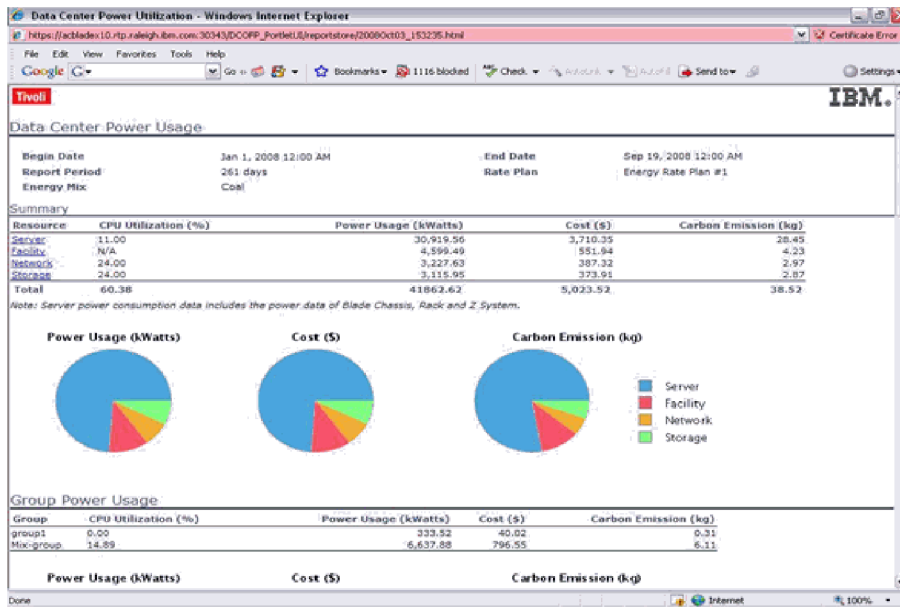 Data Center Power Utilization - Windows Internet Explorer
https://acbladex10.rtp.raleigh.ibm.com:30343/DCOFP_PortletUI/reportstore/2008Oct03_153235.html Certificate Error
File Edit View Favorites Tools Help
Google G Go Bookmarks 1116 blocked Check AutoLink AutoFill Send to Settings
Tivoli IBM.
Data Center Power Usage
Begin Date Jan 1, 2008 12:00 AM End Date Sep 19, 2008 12:00 AM
Report Period 261 days Rate Plan Energy Rate Plan #1
Energy Mix Coal
Summary
Resource CPU Utilization (%) Power Usage (kWatts) Cost ($) Carbon Emission (kg)
Server 11.00 30,919.56 3,710.35 28.45
Facility N/A 4,599.49 551.94 4.23
Network 24.00 3,227.63 387.32 2.97
Storage 24.00 3,115.95 373.91 2.87
Total 60.38 41862.62 5,023.52 38.52
Note: Server power consumption data includes the power data of Blade Chassis, Rack and Z System.
Power Usage (kWatts) Cost ($) Carbon Emission (kg)
Server
Facility
Network
Storage
Group Power Usage
Group CPU Utilization (%) Power Usage (kWatts) Cost ($) Carbon Emission (kg)
group1 0.00 333.52 40.02 0.31
Mix-group 14.89 6,637.88 796.55 6.11
Power Usage (kWatts) Cost ($) Carbon Emission (kg)
Done Internet 100%